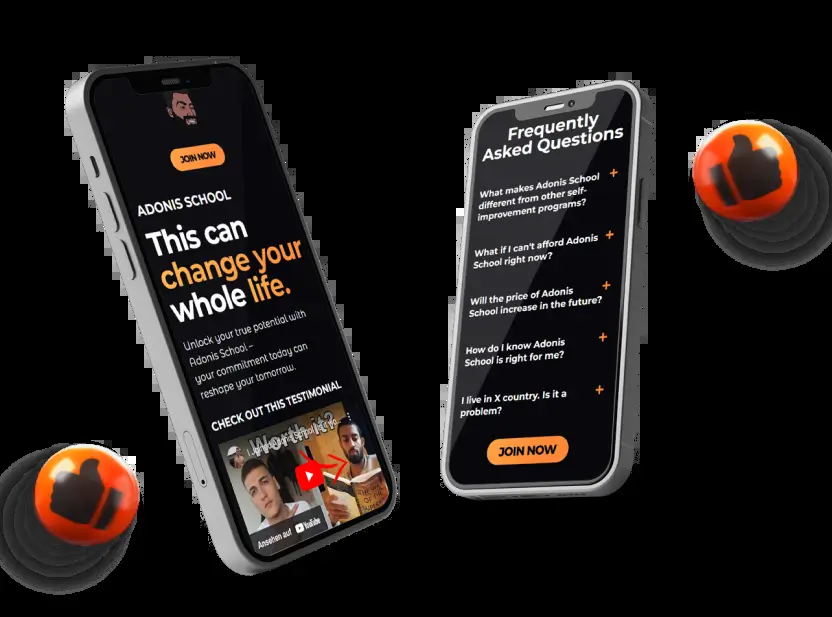 JOIN NOW
ADONIS SCHOOL
This can
change your
whole life.
Unlock your true potential with
Adonis School –
your commitment today can
reshape your tomorrow.
CHECK OUT THIS TESTIMONIAL
Worth it?
Ansehen auf YouTube
Frequently
Asked Questions
What makes Adonis School
different from other self-
improvement programs?
What if I can't afford Adonis
School right now?
Will the price of Adonis
School increase in the future?
How do I know Adonis
School is right for me?
I live in X country. Is it a
problem?
JOIN NOW